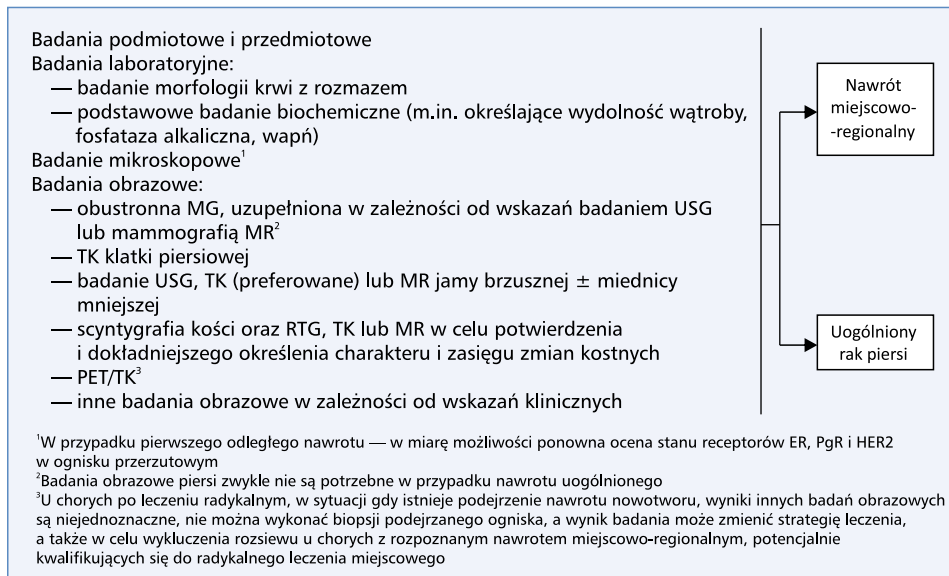 Badania podmiotowe i przedmiotowe
Badania laboratoryjne:
— badanie morfologii krwi z rozmazem
— podstawowe badanie biochemiczne (m.in. określające wydolność wątroby,
fosfataza alkaliczna, wapń)
Badanie mikroskopowe¹
Badania obrazowe:
— obustronna MG, uzupełniona w zależności od wskazań badaniem USG
lub mammografią MR²
— TK klatki piersiowej
— badanie USG, TK (preferowane) lub MR jamy brzusznej ± miednicy
mniejszej
— scyntygrafia kości oraz RTG, TK lub MR w celu potwierdzenia
i dokładniejszego określenia charakteru i zasięgu zmian kostnych
— PET/TK³
— inne badania obrazowe w zależności od wskazań klinicznych
Nawrót
miejscowo-
-regionalny
Uogólniony
rak piersi
¹W przypadku pierwszego odległego nawrotu — w miarę możliwości ponowna ocena stanu receptorów ER, PgR i HER2
w ognisku przerzutowym
²Badania obrazowe piersi zwykle nie są potrzebne w przypadku nawrotu uogólnionego
³U chorych po leczeniu radykalnym, w sytuacji gdy istnieje podejrzenie nawrotu nowotworu, wyniki innych badań obrazowych
są niejednoznaczne, nie można wykonać biopsji podejrzanego ogniska, a wynik badania może zmienić strategię leczenia,
a także w celu wykluczenia rozsiewu u chorych z rozpoznanym nawrotem miejscowo-regionalnym, potencjalnie
kwalifikujących się do radykalnego leczenia miejscowego